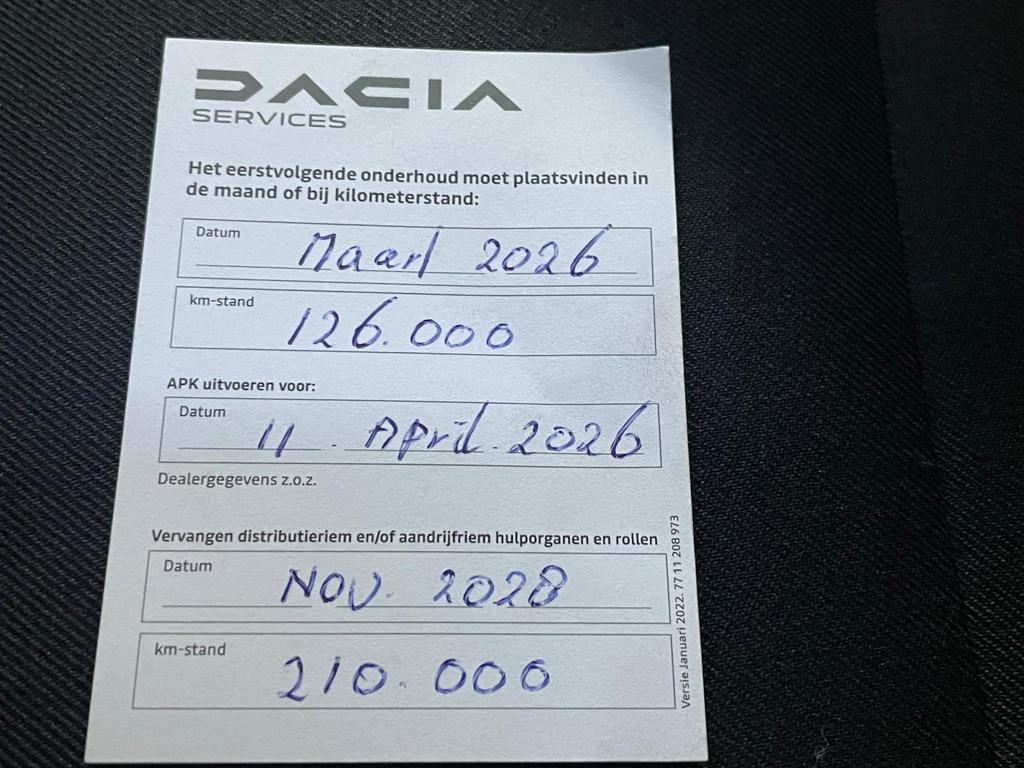 DACIA
SERVICES
Het eerstvolgende onderhoud moet plaatsvinden in
de maand of bij kilometerstand:
Datum
Maart 2026
km-stand
126.000
APK uitvoeren voor:
Datum
11. April. 2026
Dealergegevens z.o.z.
Vervangen distributieriem en/of aandrijfriem hulporganen en rollen
Datum
NOV. 2028
km-stand
210.000
Versie Januari 2022. 77 11 208 973